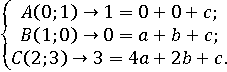 A(0;1) → 1 = 0 + 0 + c;
B(1;0) → 0 = a + b + c;
C(2;3) → 3 = 4a + 2b + c.